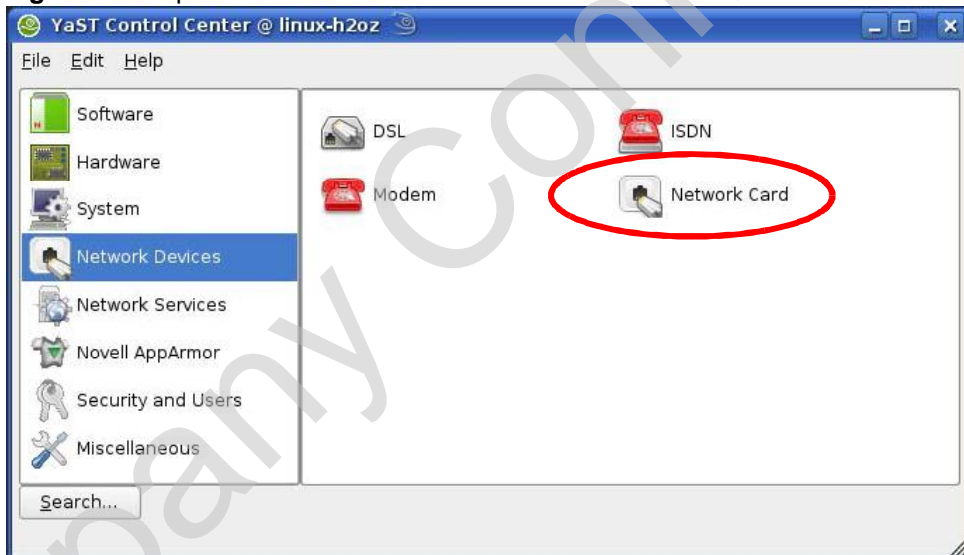 YaST Control Center @ linux-h2oz
File Edit Help
Software
Hardware
System
Network Devices
Network Services
Novell AppArmor
Security and Users
Miscellaneous
DSL
ISDN
Modem
Network Card
Search...